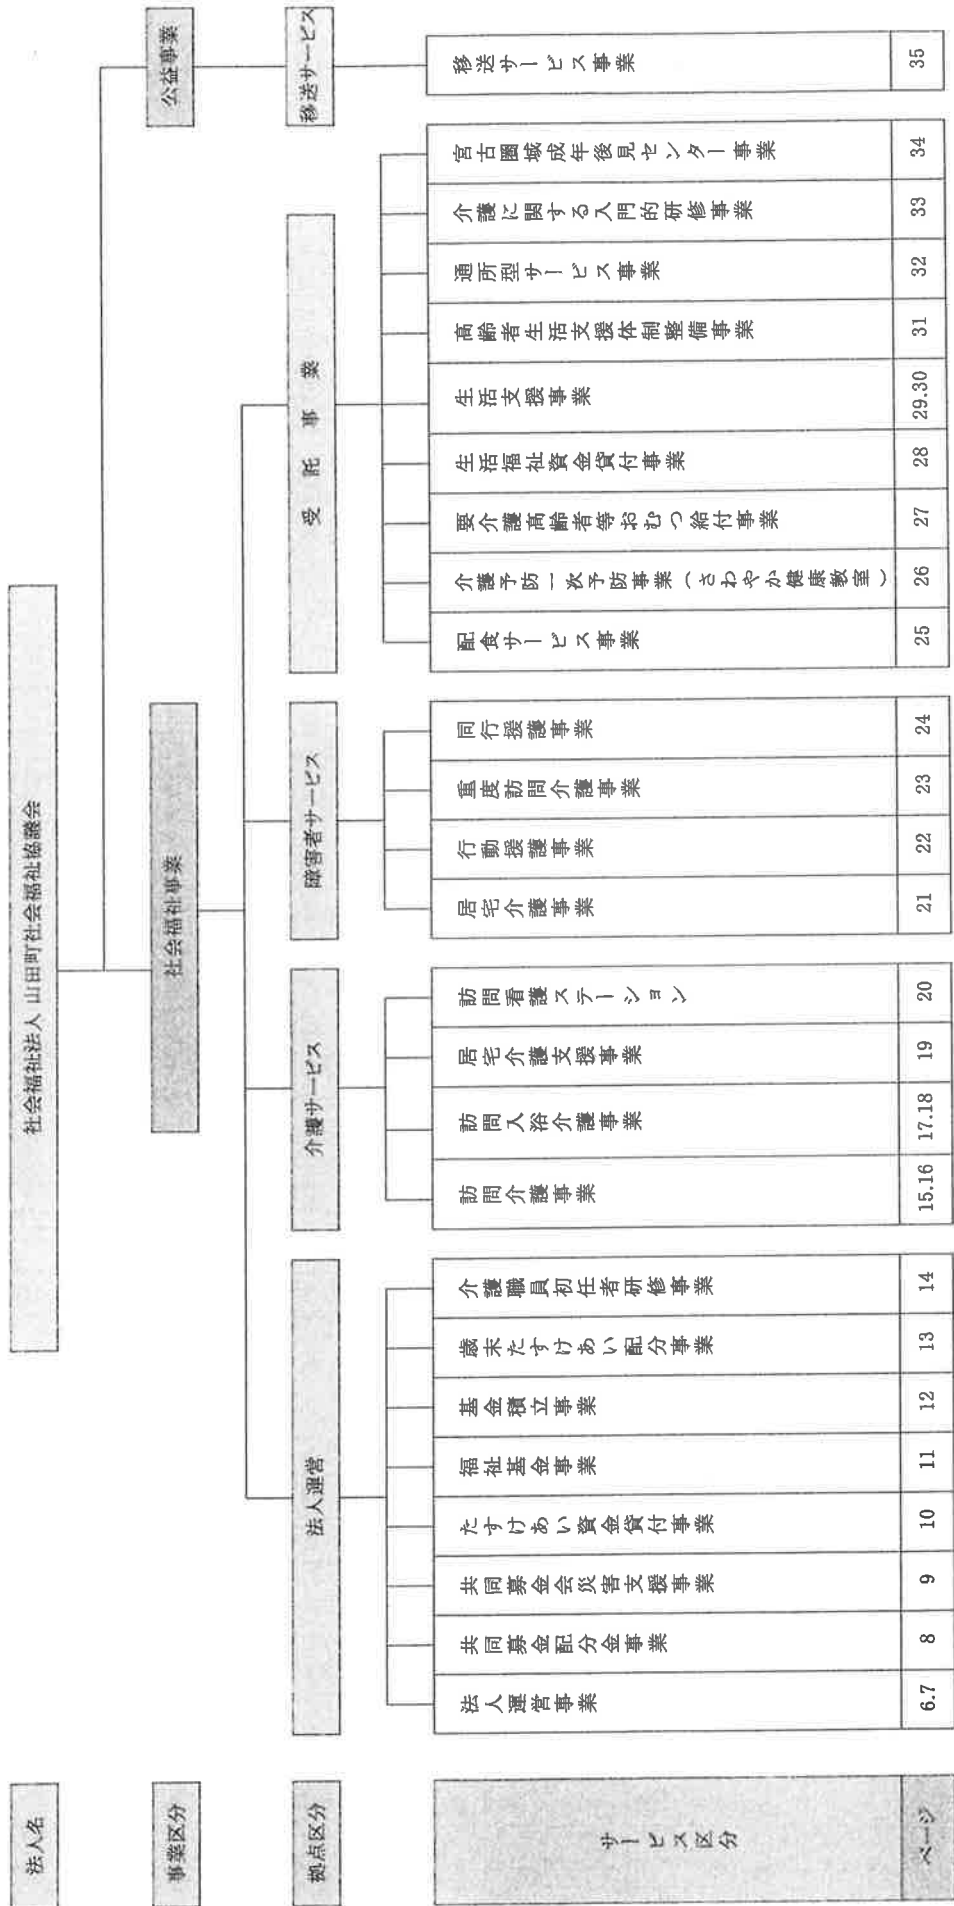 法人名
社会福祉法人 山田町社会福祉協議会
事業区分
社会福祉事業
公益事業
拠点区分
法人運営
介護サービス
障害者サービス
受託事業
移送サービス
サービス区分
法人運営事業
共同募金配分金事業
共同募金会災害支援事業
たすけあい資金貸付事業
福祉基金事業
基金積立事業
歳末たすけあい配分事業
介護職員初任者研修事業
訪問介護事業
訪問入浴介護事業
居宅介護支援事業
訪問看護ステーション
居宅介護事業
行動援護事業
重度訪問介護事業
同行援護事業
配食サービス事業
介護予防一次予防事業(さわやか健康教室)
要介護高齢者等おむつ給付事業
生活福祉資金貸付事業
生活支援事業
高齢者生活支援体制整備事業
通所型サービス事業
介護に関する入門的研修事業
宮古圏域成年後見センター事業
移送サービス事業
ページ
6.7
8
9
10
11
12
13
14
15.16
17.18
19
20
21
22
23
24
25
26
27
28
29.30
31
32
33
34
35